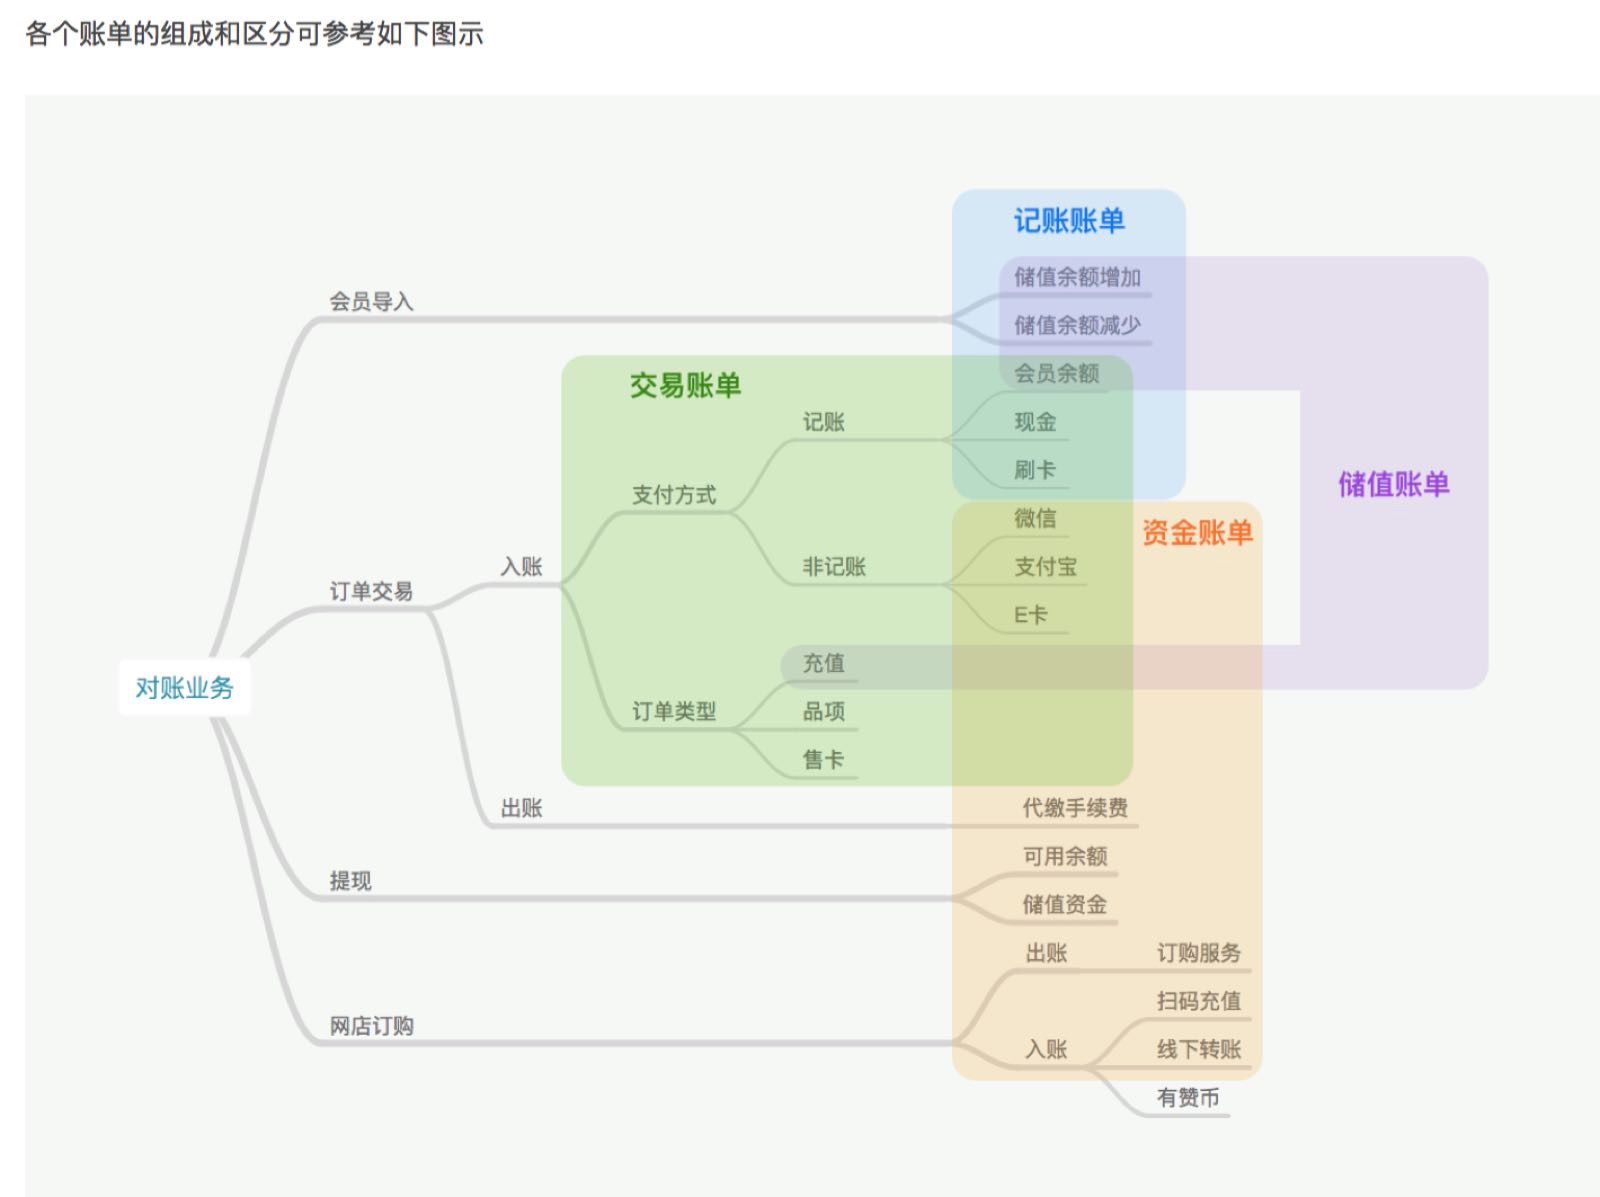 各个账单的组成和区分可参考如下图示
记账账单
储值余额增加
会员导入
储值余额减少
会员余额
交易账单
记账
现金
刷卡
储值账单
支付方式
微信
资金账单
入账
非记账
支付宝
订单交易
E卡
充值
对账业务
订单类型
品项
售卡
出账
代缴手续费
可用余额
提现
储值资金
出账
订购服务
扫码充值
网店订购
入账
线下转账
有赞币